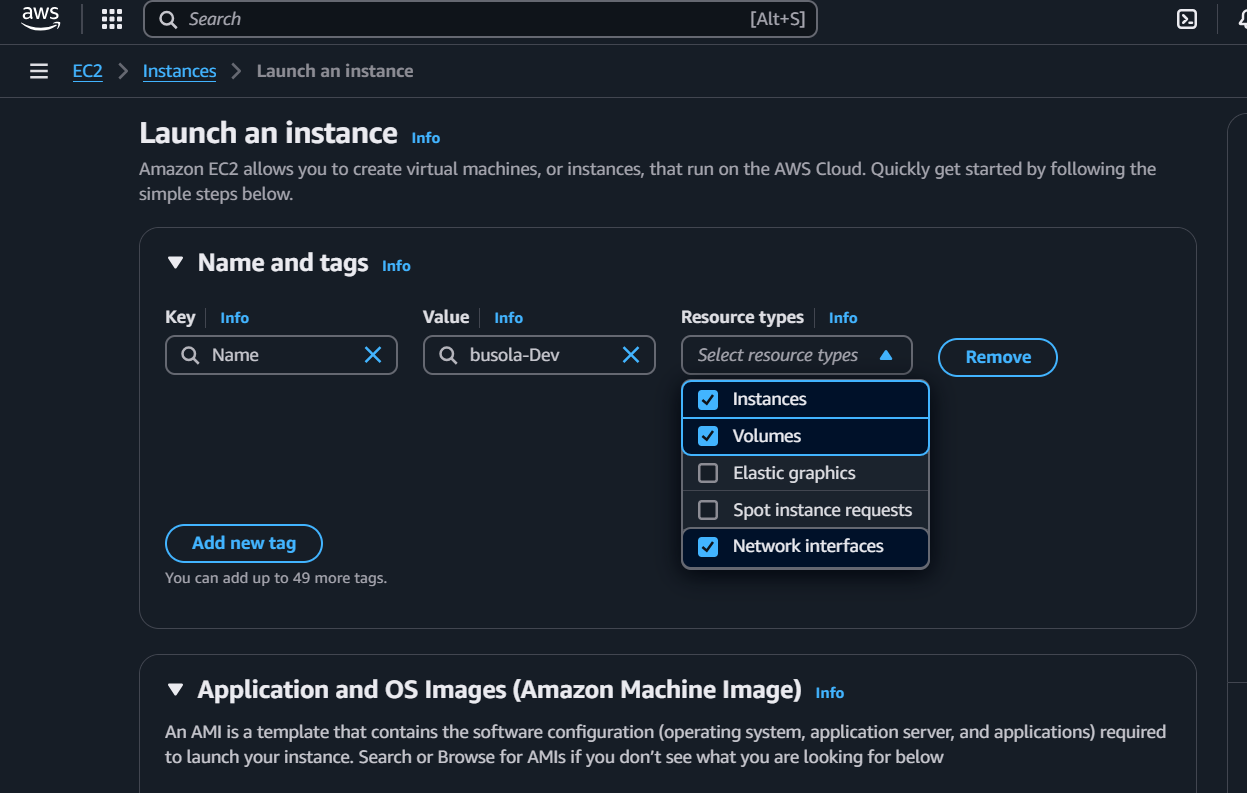 aws
Search [Alt+S]
EC2 Instances Launch an instance
Launch an instance Info
Amazon EC2 allows you to create virtual machines, or instances, that run on the AWS Cloud. Quickly get started by following the
simple steps below.
Name and tags Info
Key Info Value Info Resource types Info
Name busola-Dev Select resource types Remove
Instances
Volumes
Elastic graphics
Spot instance requests
Network interfaces
Add new tag
You can add up to 49 more tags.
Application and OS Images (Amazon Machine Image) Info
An AMI is a template that contains the software configuration (operating system, application server, and applications) required
to launch your instance. Search or Browse for AMIs if you don’t see what you are looking for below